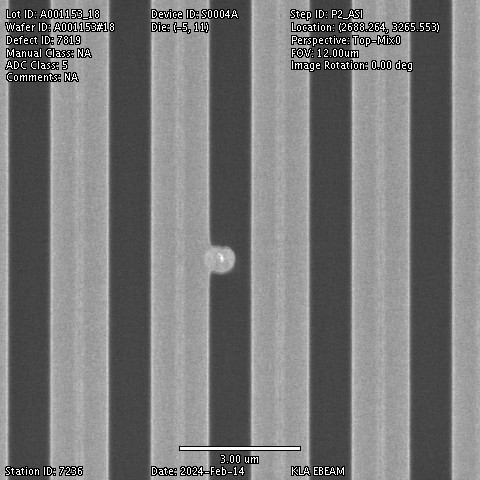 Lot ID: A001153_18
Wafer ID: A001153#18
Defect ID: 7819
Manual Class: NA
ADC Class: 5
Comments: NA
Device ID: S0004A
Die: (-5, 11)
Step ID: P2_ASI
Location: (2688.264, 3265.553)
Perspective: Top-Mix0
FOV: 12.00um
Image Rotation: 0.00 deg
3.00 um
Station ID: 7236
Date: 2024-Feb-14
KLA EBEAM